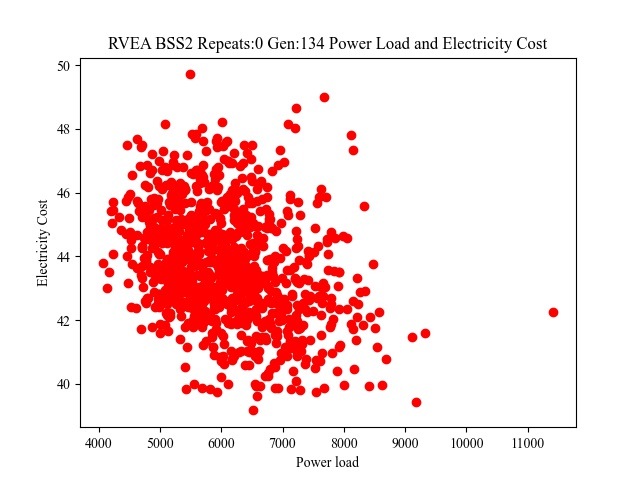 RVEA BSS2 Repeats:0 Gen:134 Power Load and Electricity Cost
50
48
46
44
42
40
Electricity Cost
4000 5000 6000 7000 8000 9000 10000 11000
Power load